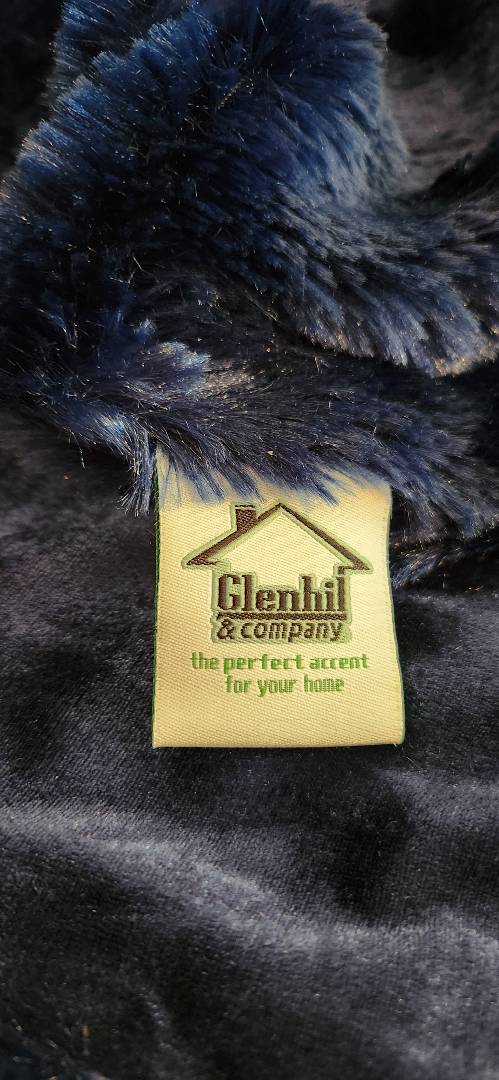 Glenhil
& company
the perfect accent
for your home